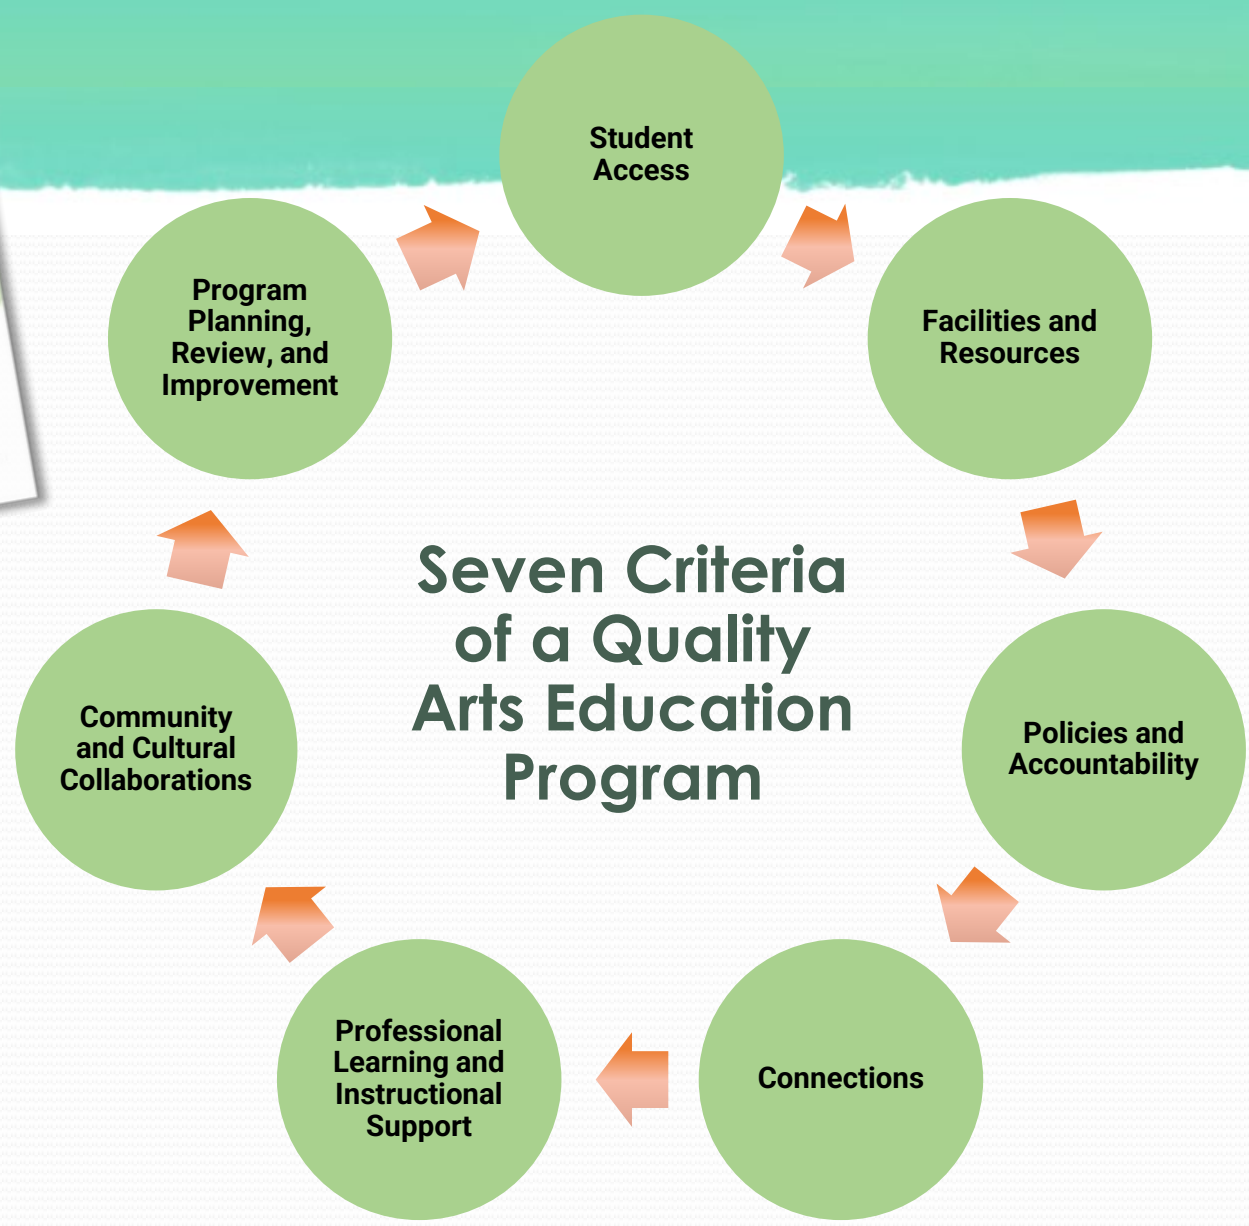 Student
Access
Facilities and
Resources
Policies and
Accountability
Connections
Professional
Learning and
Instructional
Support
Community
and Cultural
Collaborations
Program
Planning,
Review, and
Improvement
Seven Criteria
of a Quality
Arts Education
Program